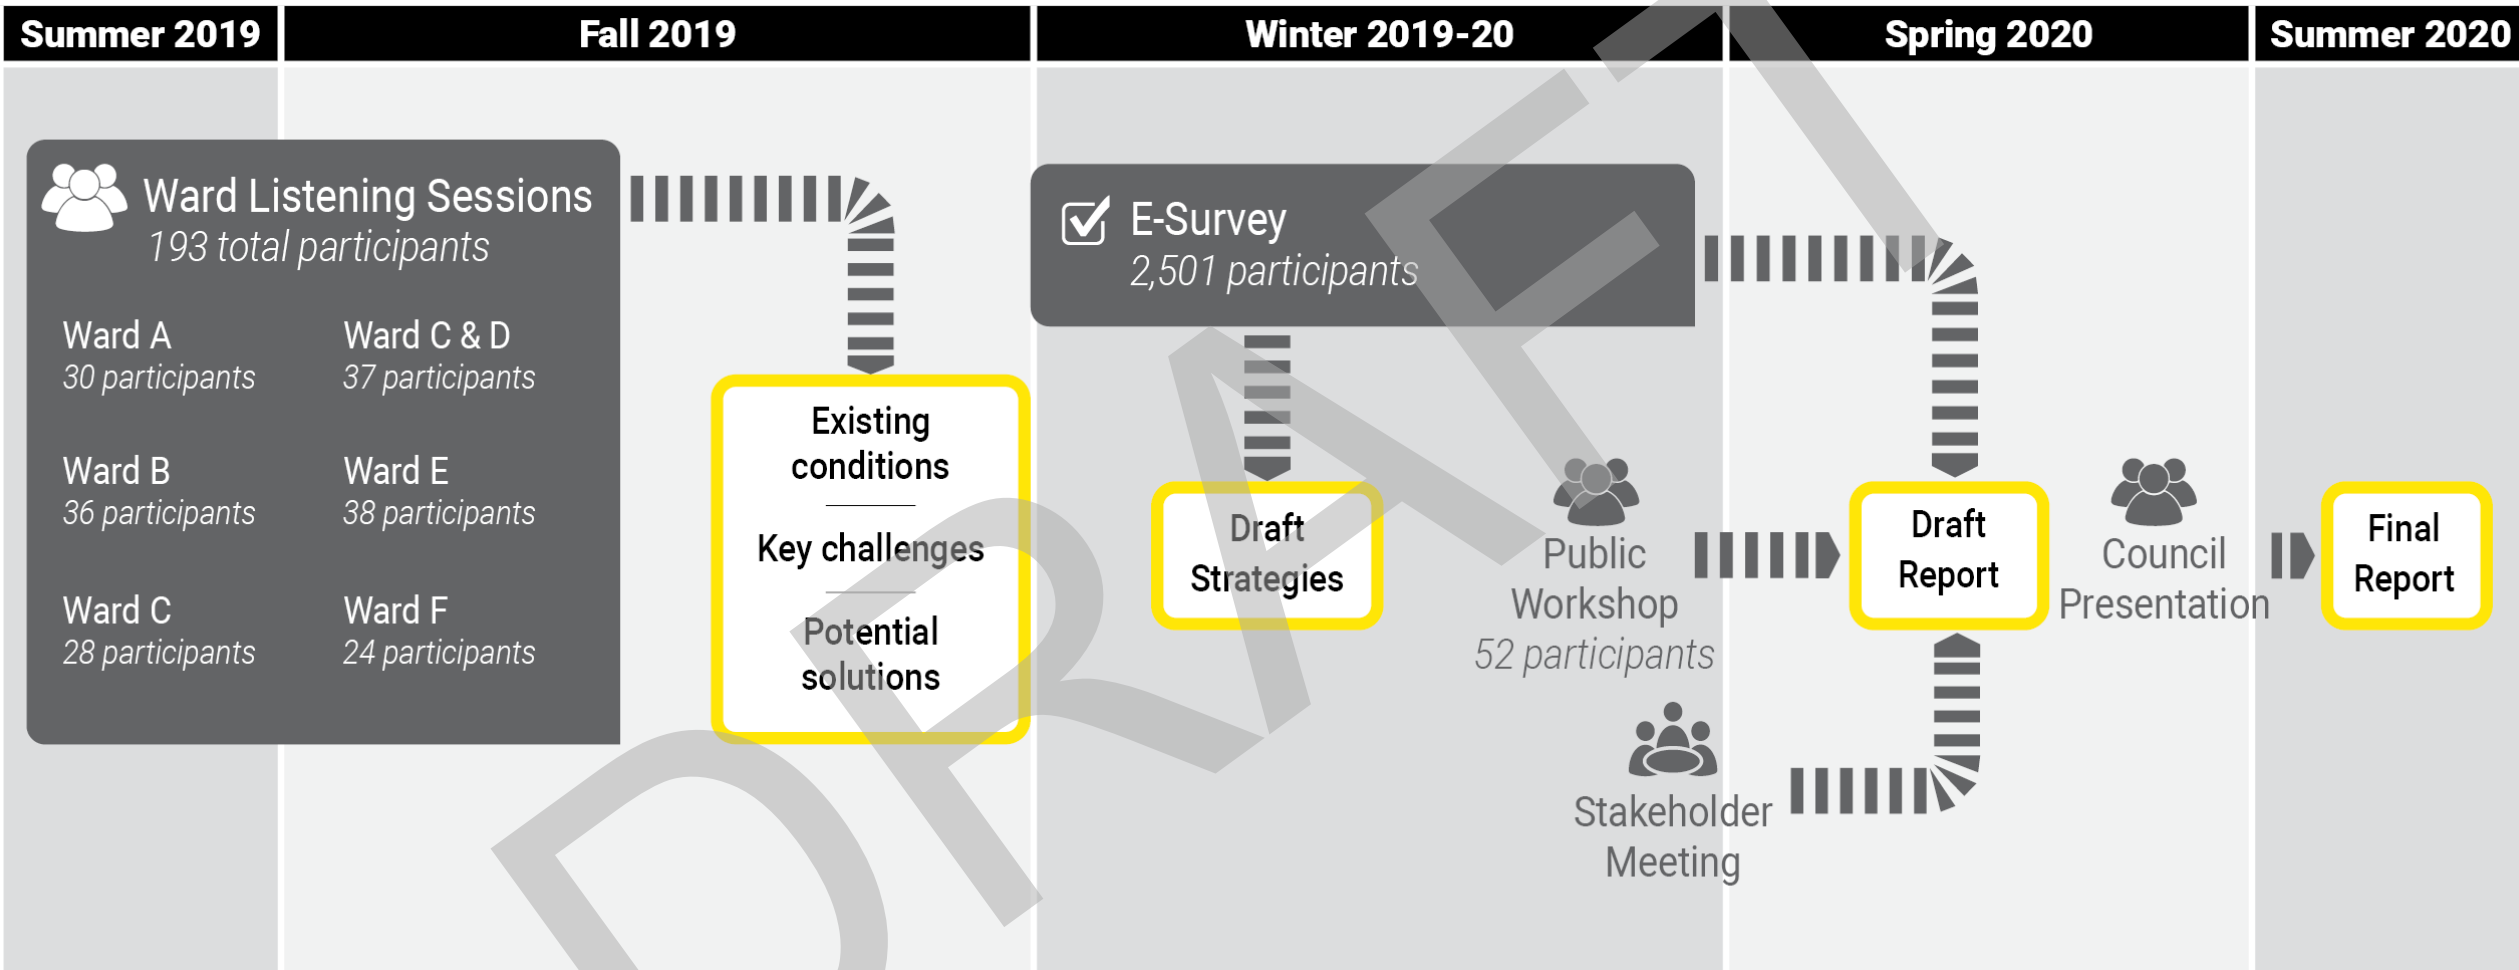 Summer 2019
Fall 2019
Winter 2019-20
Spring 2020
Summer 2020
Ward Listening Sessions
193 total participants
Ward A
30 participants
Ward B
36 participants
Ward C
28 participants
Ward C & D
37 participants
Ward E
38 participants
Ward F
24 participants
Existing
conditions
Key challenges
Potential
solutions
E-Survey
2,501 participants
Draft
Strategies
Public
Workshop
52 participants
Stakeholder
Meeting
Draft
Report
Council
Presentation
Final
Report
DRAFT